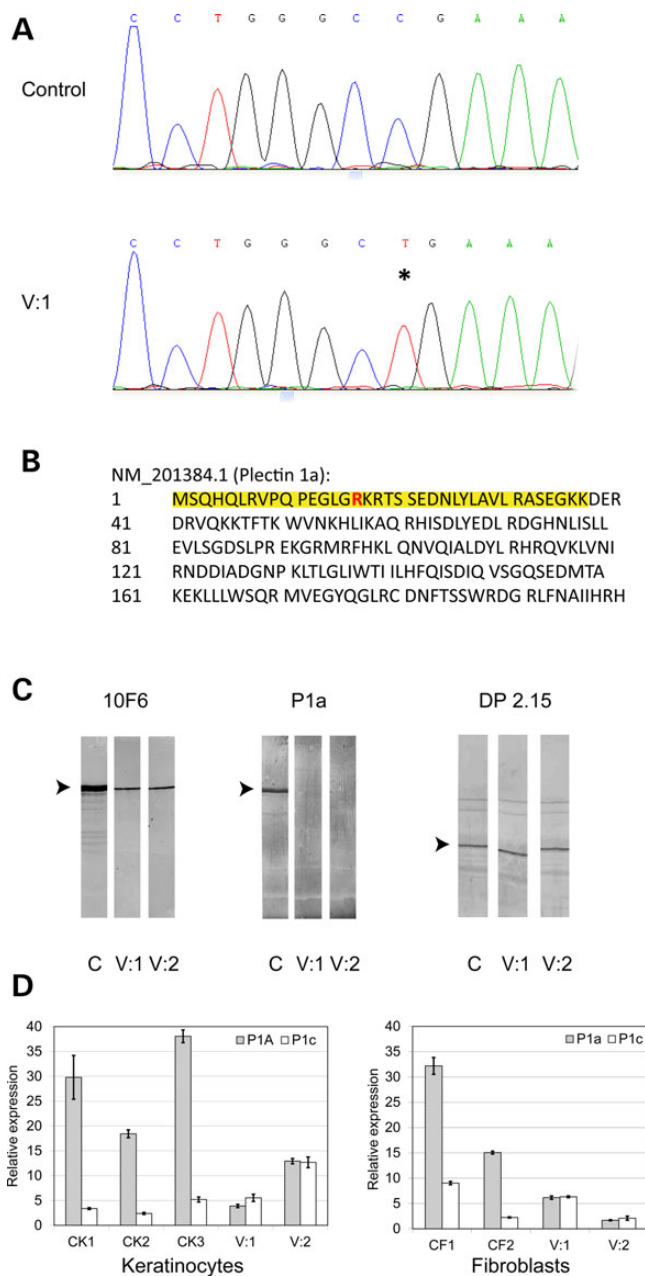 A
C C T G G G C C G A A A
Control
C C T G G G C T G A A A
*
V:1
B
NM_201384.1 (Plectin 1a):
1 MSQHQLRVPQ PEGLGRKRTS SEDNLYLAVL RASEGKKDER
41 DRVQKKTFTK WVNKHLIKAQ RHISDLYEDL RDGHNLISLL
81 EVLSGDSLPR EKGRMRFHKL QNVQIALDYL RHRQVKLVNI
121 RNDDIADGNP KLTLGLIWTI ILHFQISDIQ VSGQSEDMTA
161 KEKLLLWSQR MVEGYQGLRC DNFTSSWRDG RLFNAIIHRH
C
10F6 P1a DP 2.15
C V:1 V:2 C V:1 V:2 C V:1 V:2
D
40 35 30 25 20 15 10 5 0
Relative expression
P1A P1c
CK1 CK2 CK3 V:1 V:2
Keratinocytes
40 35 30 25 20 15 10 5 0
Relative expression
P1a P1c
CF1 CF2 V:1 V:2
Fibroblasts